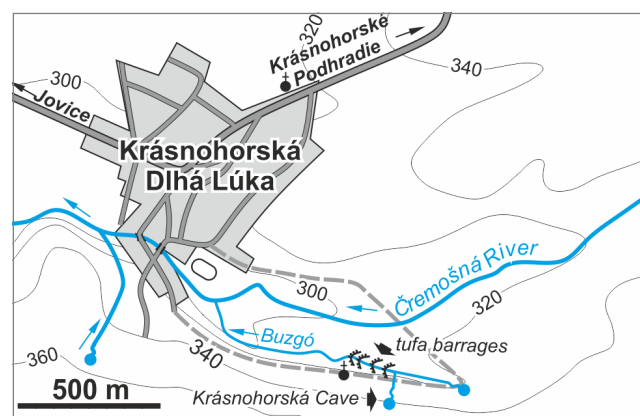 320
Krásnohorské
Podhradie
340
300
Jovice
Krásnohorská
Dlhá Lúka
Čremošná River
300
320
Buzgó
tufa barrages
340
360
Krásnohorská Cave
500 m